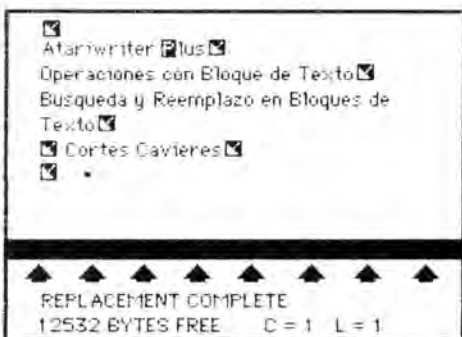 Atariwriter Plus
Operaciones con Bloque de Texto
Busqueda y Reemplazo en Bloques de
Texto
Cortes Cavieres
REPLACEMENT COMPLETE
12532 BYTES FREE C = 1 L = 1